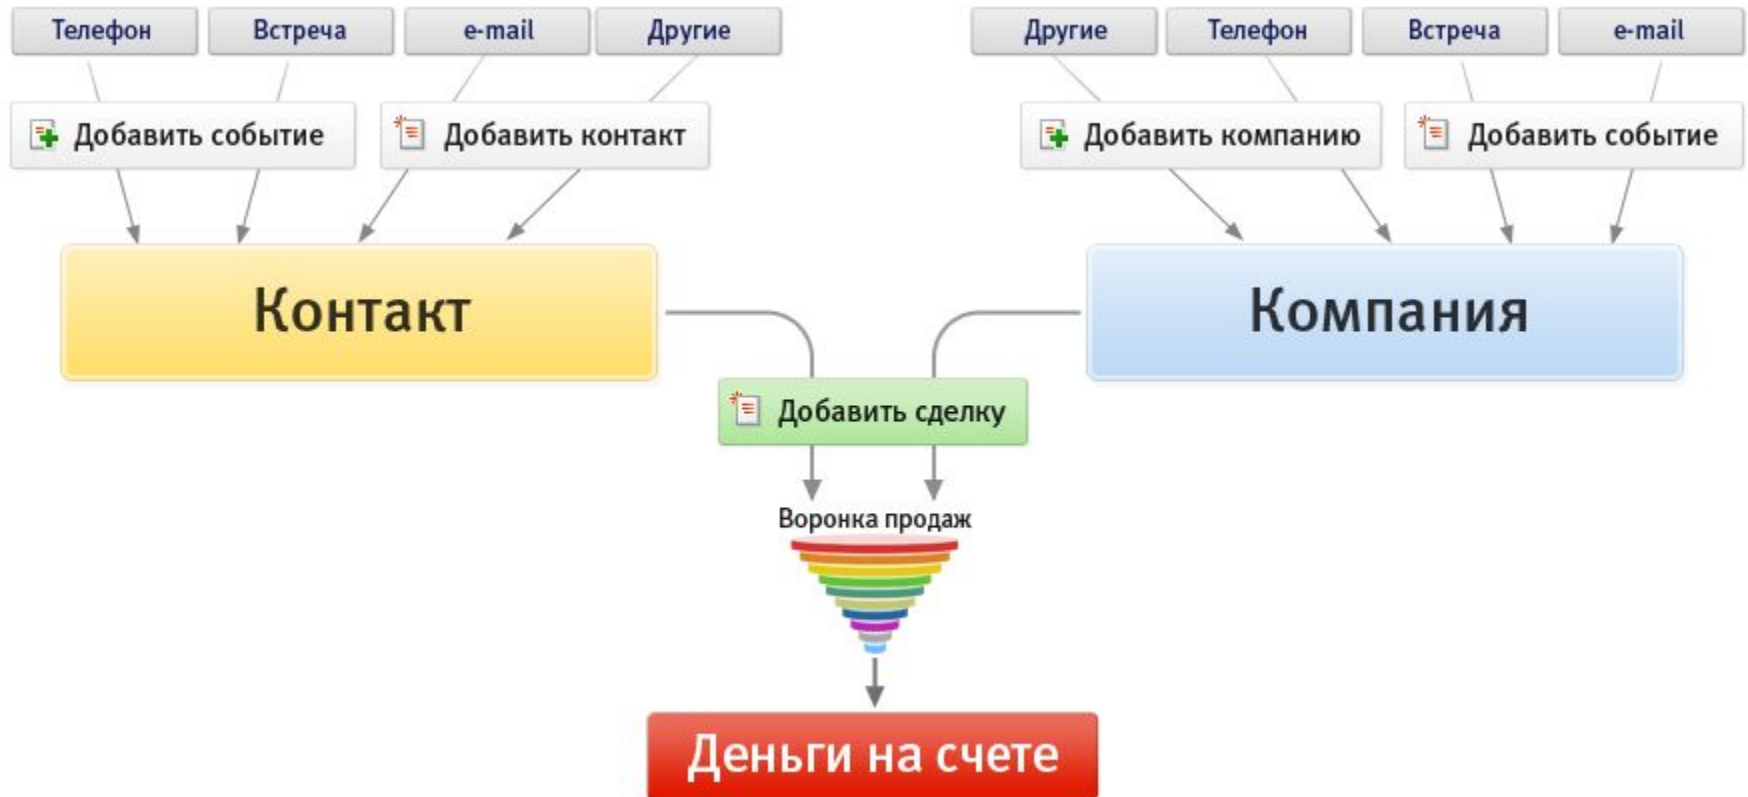 Телефон Встреча e-mail Другие Другие Телефон Встреча e-mail
Добавить событие Добавить контакт Добавить компанию Добавить событие
Контакт Компания
Добавить сделку
Воронка продаж
Деньги на счете